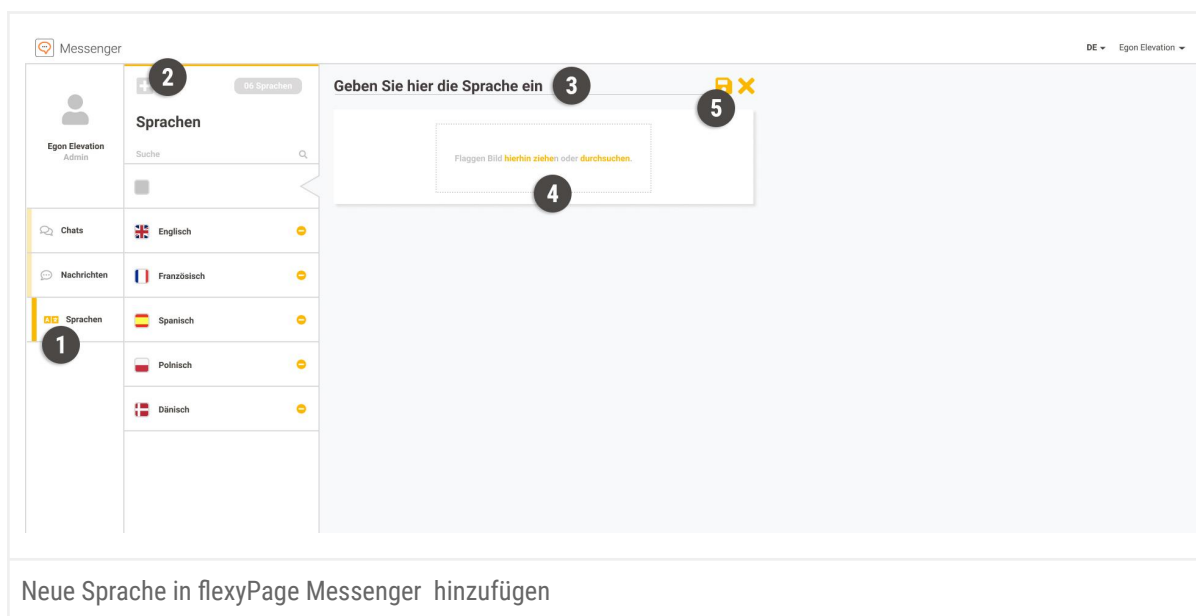 Messenger
DE
Egon Elevation
2
06 Sprachen
Geben Sie hier die Sprache ein
3
5
Sprachen
Egon Elevation
Admin
Suche
Flaggen Bild hierhin ziehen oder durchsuchen.
4
Chats
Englisch
Nachrichten
Französisch
Sprachen
Spanisch
1
Polnisch
Dänisch
Neue Sprache in flexyPage Messenger hinzufügen